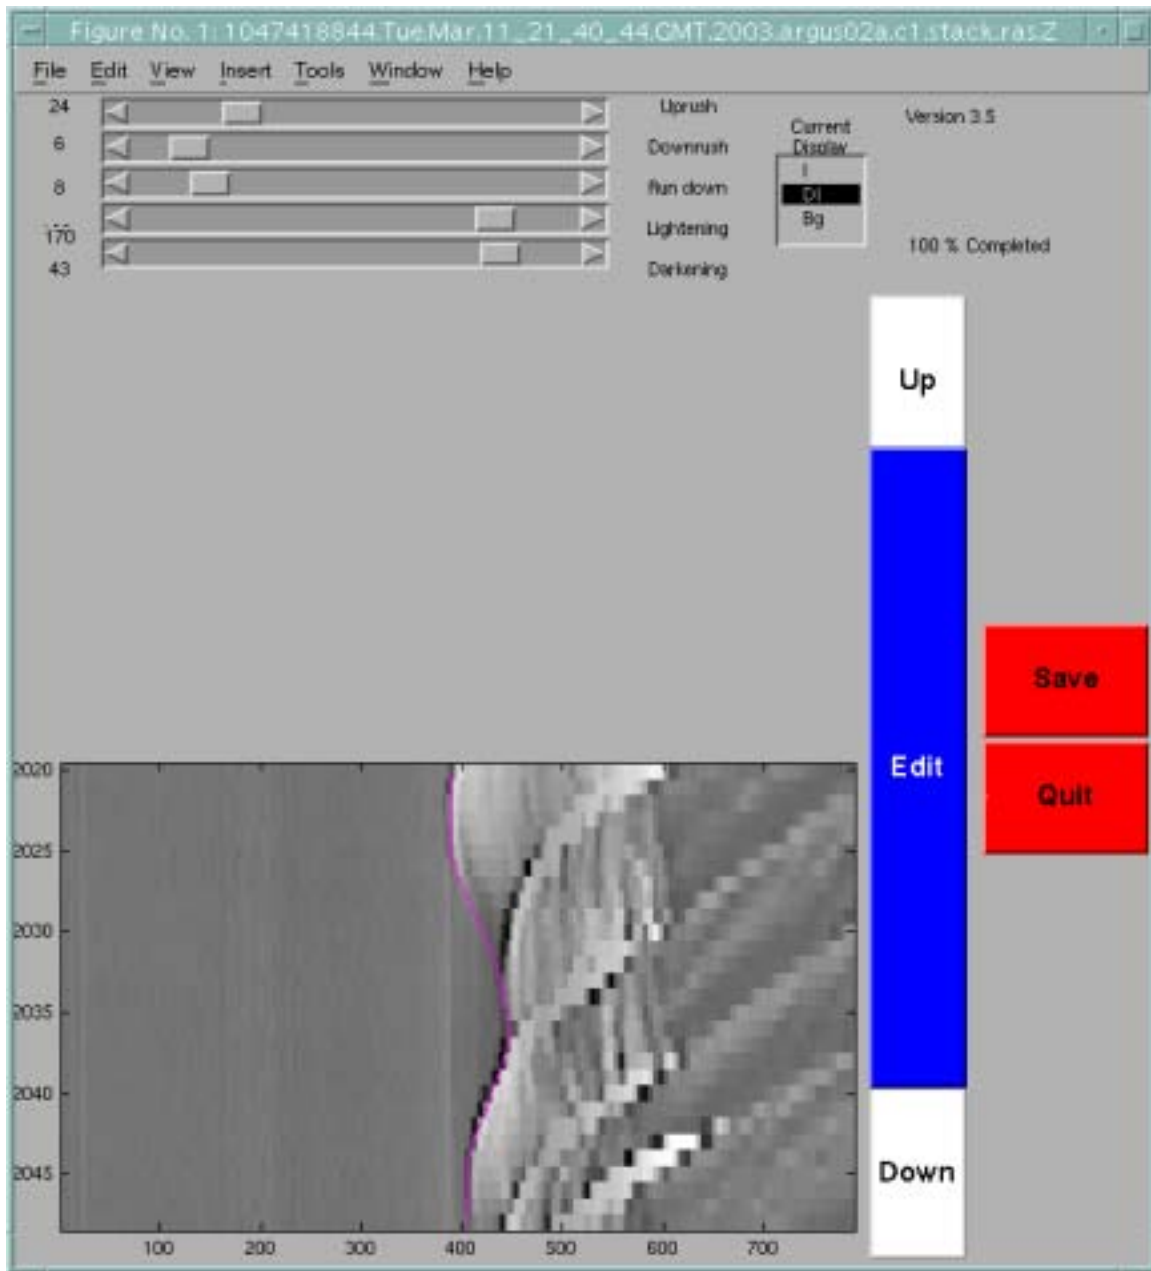 Figure No. 1: 1047418844.Tue.Mar.11_21_40_44.GMT.2003.argus02a.c1.stack.ras.Z
File Edit View Insert Tools Window Help
24 Uprush
6 Downrush
8 Run down
170 Lightening
43 Darkening
Current
Display
I
DI
Bg
Version 3.5
100 % Completed
Up
Edit
Down
Save
Quit
2020
2025
2030
2035
2040
2045
100 200 300 400 500 600 700